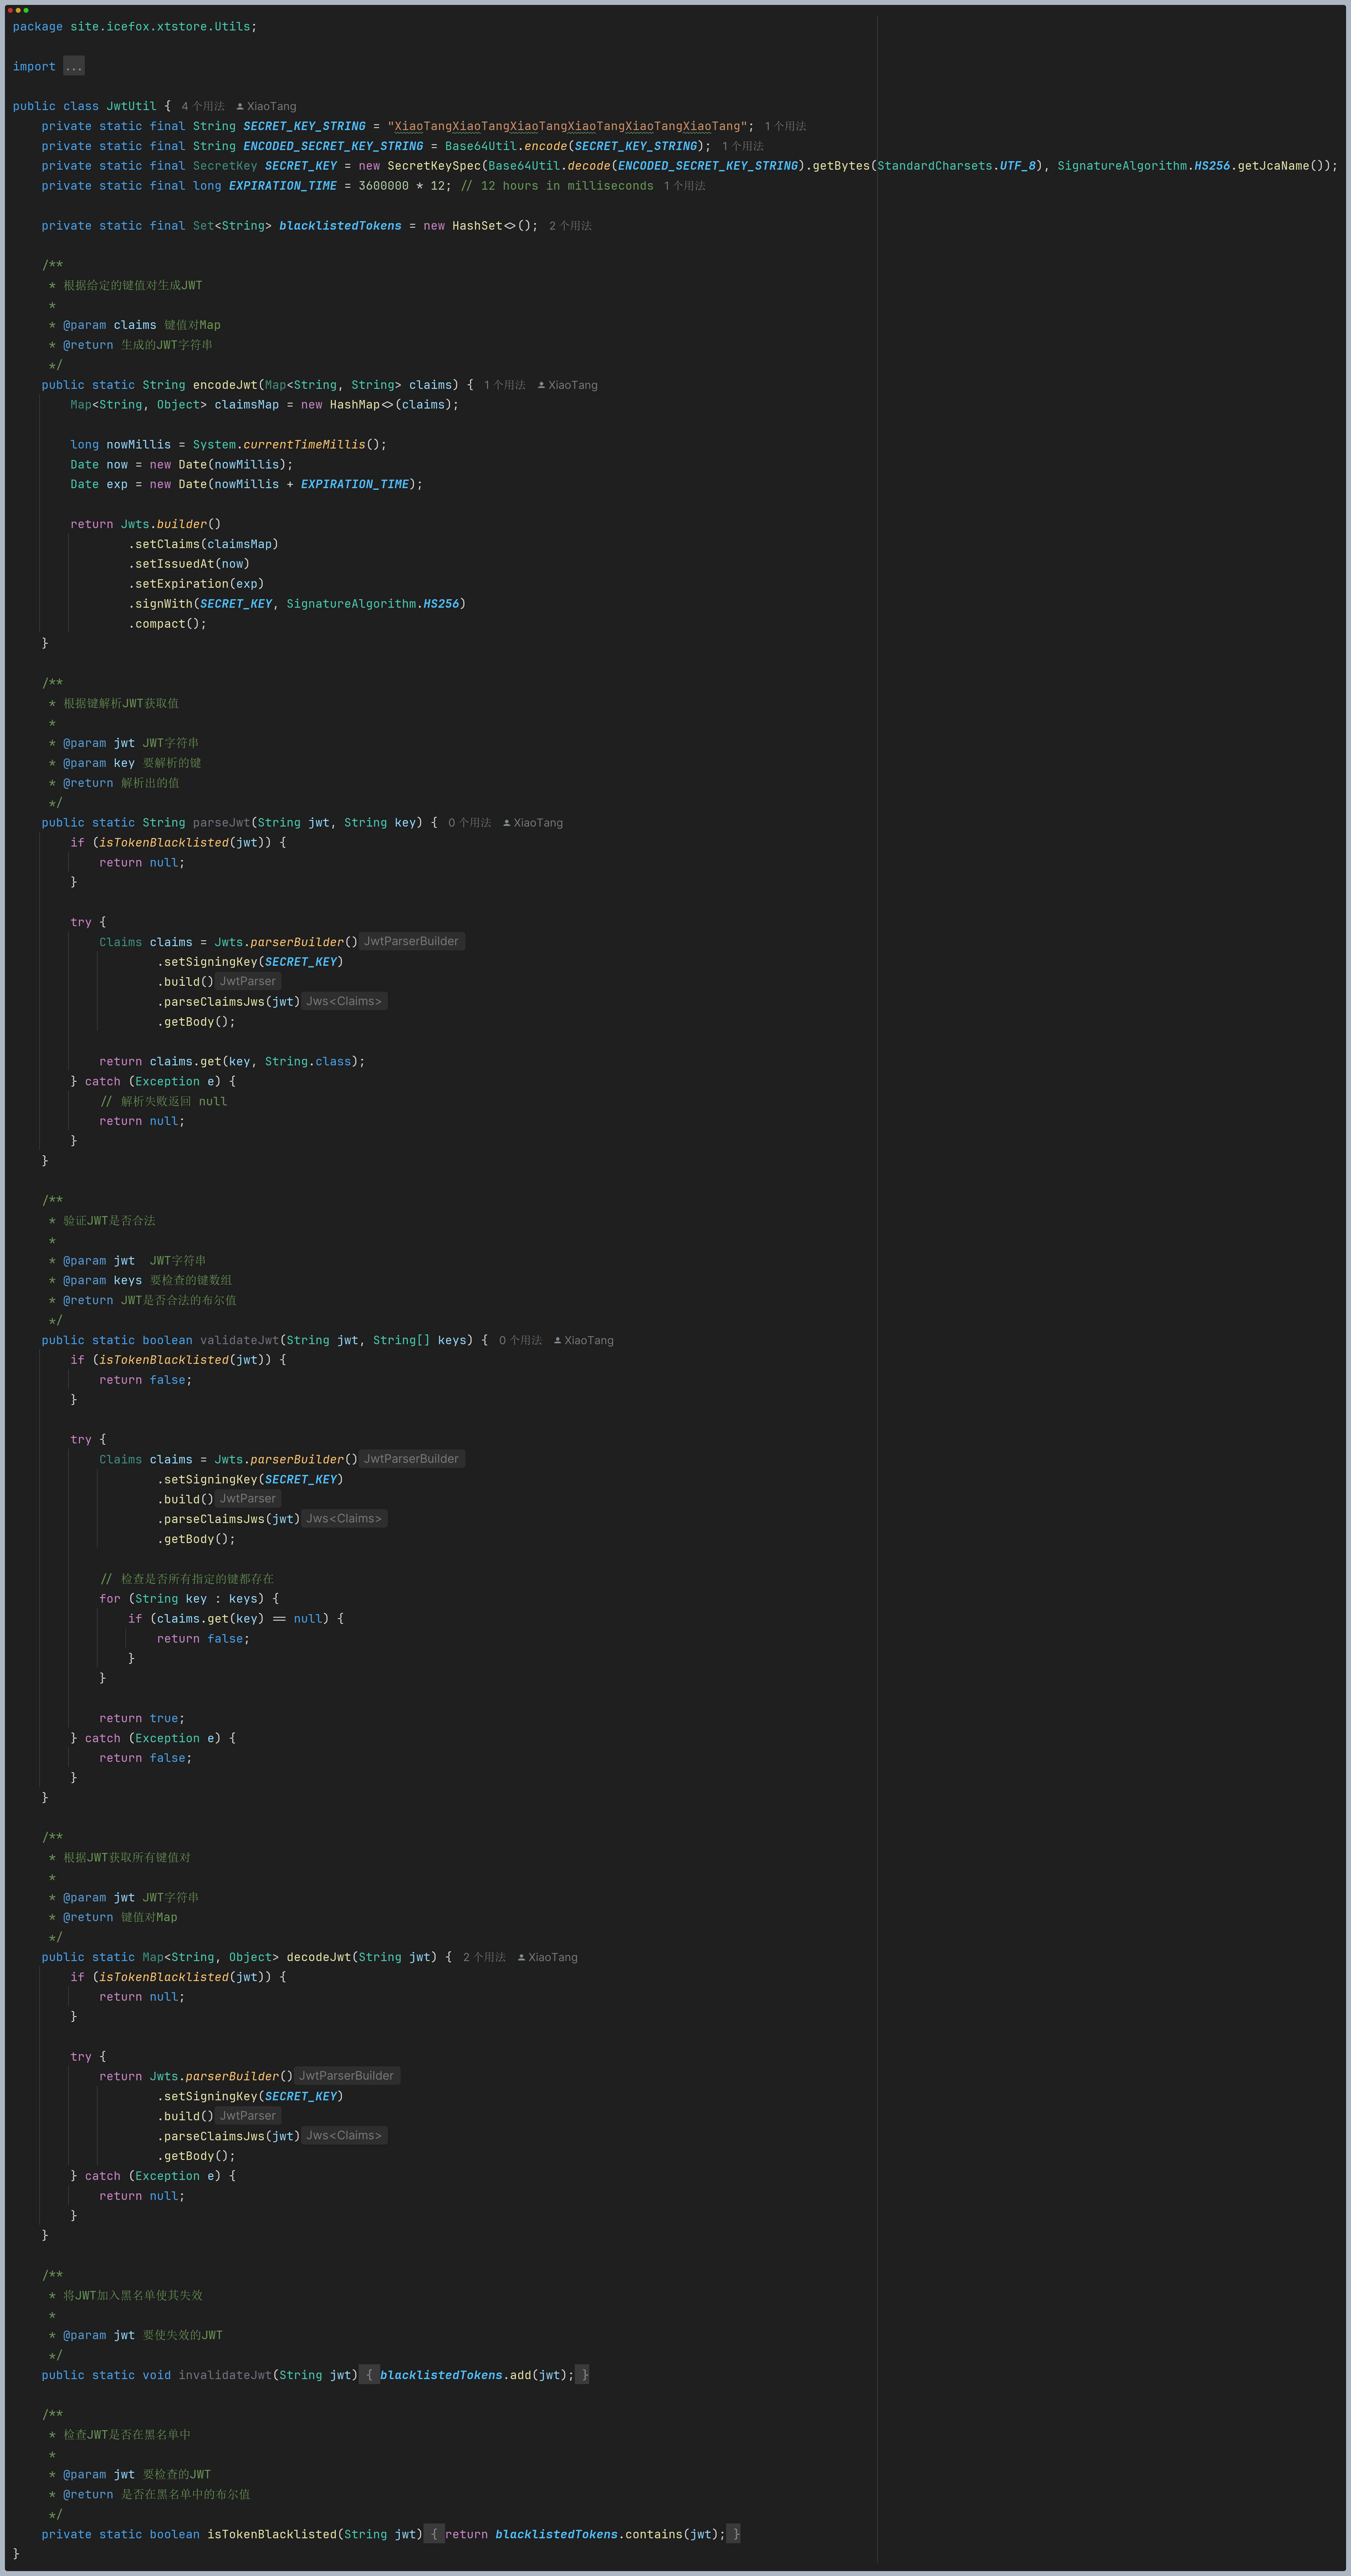 package site.icefox.xtstore.Utils;
import ...
public class JwtUtil { 4 个用法 XiaoTang
    private static final String SECRET_KEY_STRING = "XiaoTangXiaoTangXiaoTangXiaoTangXiaoTangXiaoTang"; 1 个用法
    private static final String ENCODED_SECRET_KEY_STRING = Base64Util.encode(SECRET_KEY_STRING); 1 个用法
    private static final SecretKey SECRET_KEY = new SecretKeySpec(Base64Util.decode(ENCODED_SECRET_KEY_STRING).getBytes(StandardCharsets.UTF_8), SignatureAlgorithm.HS256.getJcaName());
    private static final long EXPIRATION_TIME = 3600000 * 12; // 12 hours in milliseconds 1 个用法
    private static final Set<String> blacklistedTokens = new HashSet<>(); 2 个用法
    /**
     * 根据给定的键值对生成JWT
     *
     * @param claims 键值对Map
     * @return 生成的JWT字符串
     */
    public static String encodeJwt(Map<String, String> claims) { 1 个用法 XiaoTang
        Map<String, Object> claimsMap = new HashMap<>(claims);
        long nowMillis = System.currentTimeMillis();
        Date now = new Date(nowMillis);
        Date exp = new Date(nowMillis + EXPIRATION_TIME);
        return Jwts.builder()
                .setClaims(claimsMap)
                .setIssuedAt(now)
                .setExpiration(exp)
                .signWith(SECRET_KEY, SignatureAlgorithm.HS256)
                .compact();
    }
    /**
     * 根据键解析JWT获取值
     *
     * @param jwt JWT字符串
     * @param key 要解析的键
     * @return 解析出的值
     */
    public static String parseJwt(String jwt, String key) { 0 个用法 XiaoTang
        if (isTokenBlacklisted(jwt)) {
            return null;
        }
        try {
            Claims claims = Jwts.parserBuilder() JwtParserBuilder
                    .setSigningKey(SECRET_KEY)
                    .build() JwtParser
                    .parseClaimsJws(jwt) Jws<Claims>
                    .getBody();
            return claims.get(key, String.class);
        } catch (Exception e) {
            // 解析失败返回 null
            return null;
        }
    }
    /**
     * 验证JWT是否合法
     *
     * @param jwt  JWT字符串
     * @param keys 要检查的键数组
     * @return JWT是否合法的布尔值
     */
    public static boolean validateJwt(String jwt, String[] keys) { 0 个用法 XiaoTang
        if (isTokenBlacklisted(jwt)) {
            return false;
        }
        try {
            Claims claims = Jwts.parserBuilder() JwtParserBuilder
                    .setSigningKey(SECRET_KEY)
                    .build() JwtParser
                    .parseClaimsJws(jwt) Jws<Claims>
                    .getBody();
            // 检查是否所有指定的键都存在
            for (String key : keys) {
                if (claims.get(key) == null) {
                    return false;
                }
            }
            return true;
        } catch (Exception e) {
            return false;
        }
    }
    /**
     * 根据JWT获取所有键值对
     *
     * @param jwt JWT字符串
     * @return 键值对Map
     */
    public static Map<String, Object> decodeJwt(String jwt) { 2 个用法 XiaoTang
        if (isTokenBlacklisted(jwt)) {
            return null;
        }
        try {
            return Jwts.parserBuilder() JwtParserBuilder
                    .setSigningKey(SECRET_KEY)
                    .build() JwtParser
                    .parseClaimsJws(jwt) Jws<Claims>
                    .getBody();
        } catch (Exception e) {
            return null;
        }
    }
    /**
     * 将JWT加入黑名单使其失效
     *
     * @param jwt 要使失效的JWT
     */
    public static void invalidateJwt(String jwt) { blacklistedTokens.add(jwt); }
    /**
     * 检查JWT是否在黑名单中
     *
     * @param jwt 要检查的JWT
     * @return 是否在黑名单中的布尔值
     */
    private static boolean isTokenBlacklisted(String jwt) { return blacklistedTokens.contains(jwt); }
}